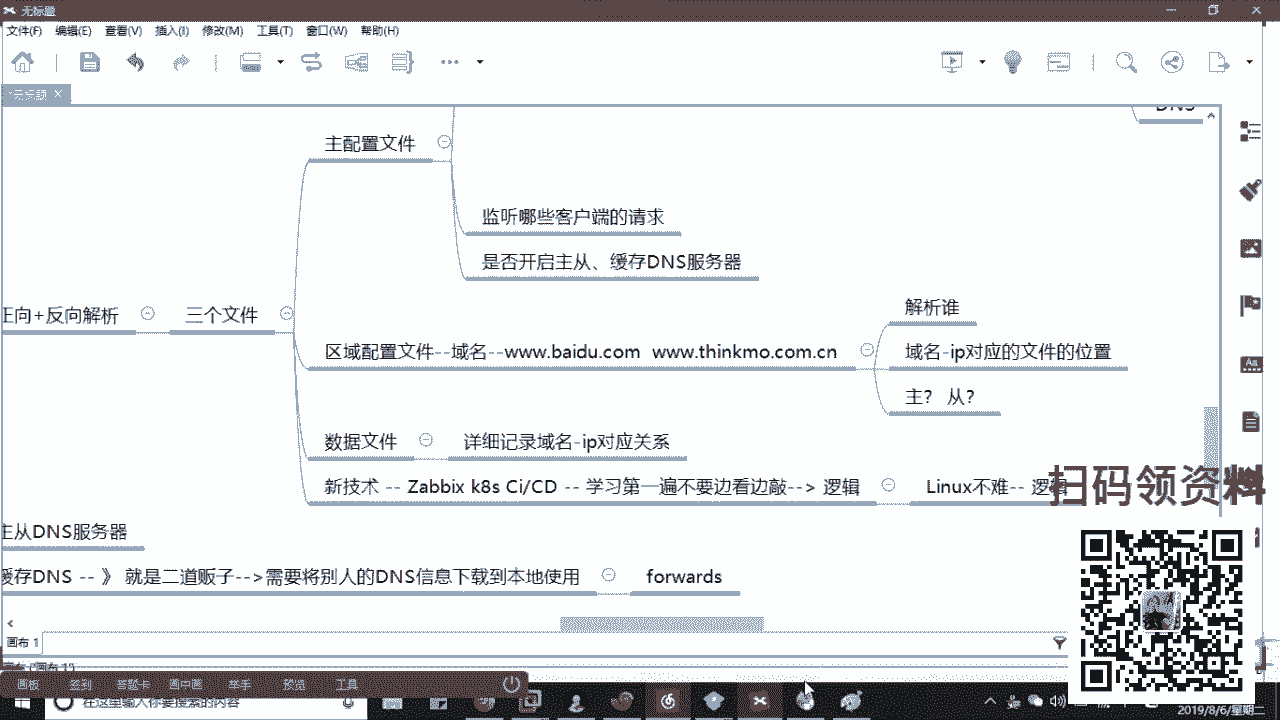 无标题
文件(F) 编辑(E) 查看(V) 插入(I) 修改(M) 工具(T) 窗口(W) 帮助(H)
无标题
DNS
主配置文件
监听哪些客户端的请求
是否开启主从、缓存DNS服务器
正向+反向解析
三个文件
解析谁
区域配置文件--域名--www.baidu.com www.thinkmo.com.cn
域名-ip对应的文件的位置
主? 从?
数据文件
详细记录域名-ip对应关系
新技术 -- Zabbix k8s Ci/CD -- 学习第一遍不要边看边敲--> 逻辑
Linux不难-- 逻辑
扫码领资料
主从DNS服务器
缓存DNS -- 》 就是二道贩子-->需要将别人的DNS信息下载到本地使用
forwards
画布 1
画板 签到 答题卡 画中画 举手 预览 工具
在这里输入你要搜索的内容
2019/8/6/星期二